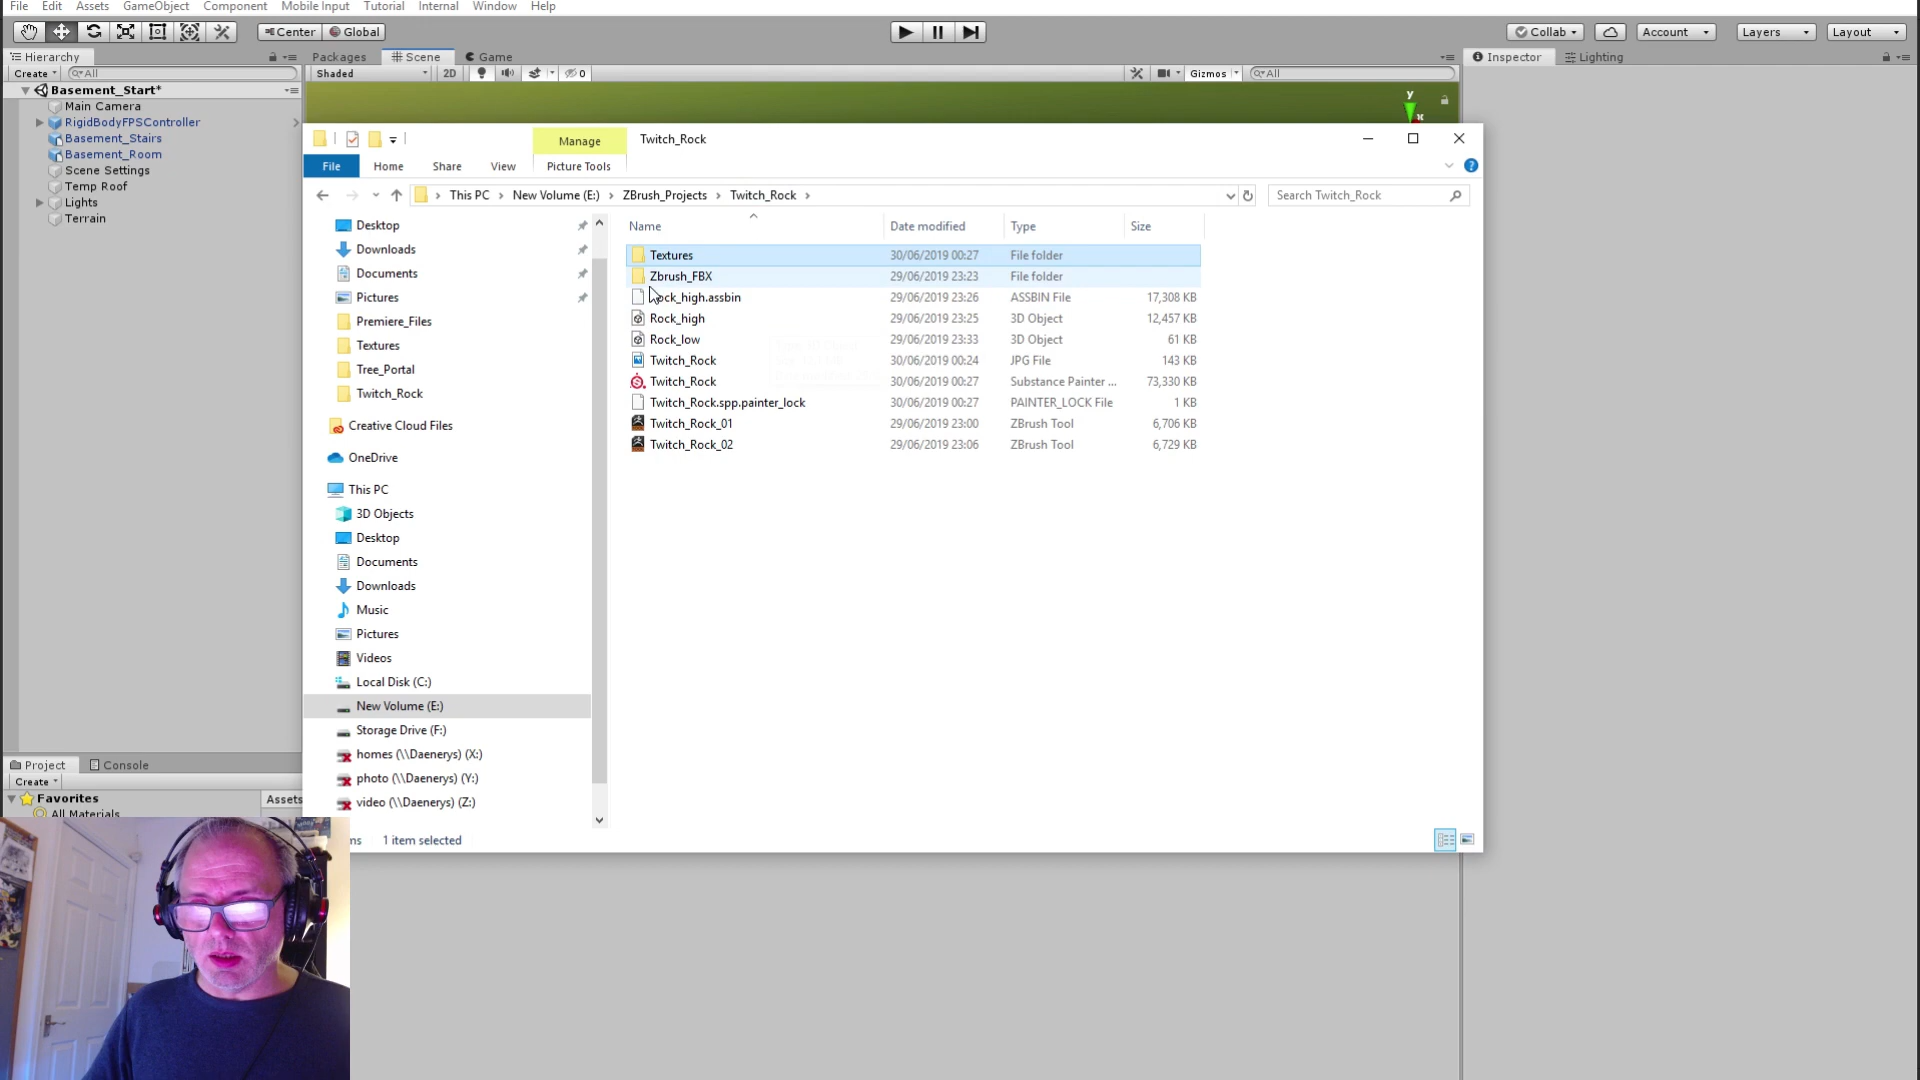 File Edit Assets GameObject Component Mobile Input Tutorial Internal Window Help
Center Global Collab Account Layers Layout
Hierarchy Packages Scene Game Inspector Lighting
Create All Shaded 2D 0 Gizmos All
Basement_Start*
Main Camera
RigidBodyFPSController
Basement_Stairs
Basement_Room
Scene Settings
Temp Roof
Lights
Terrain
y
x
Manage Twitch_Rock
File Home Share View Picture Tools
This PC New Volume (E:) ZBrush_Projects Twitch_Rock Search Twitch_Rock
Desktop
Downloads
Documents
Pictures
Premiere_Files
Textures
Tree_Portal
Twitch_Rock
Creative Cloud Files
OneDrive
This PC
3D Objects
Desktop
Documents
Downloads
Music
Pictures
Videos
Local Disk (C:)
New Volume (E:)
Storage Drive (F:)
homes (\\Daenerys) (X:)
photo (\\Daenerys) (Y:)
video (\\Daenerys) (Z:)
Name Date modified Type Size
Textures 30/06/2019 00:27 File folder
Zbrush_FBX 29/06/2019 23:23 File folder
ock_high.assbin 29/06/2019 23:26 ASSBIN File 17,308 KB
Rock_high 29/06/2019 23:25 3D Object 12,457 KB
Rock_low 29/06/2019 23:33 3D Object 61 KB
Twitch_Rock 30/06/2019 00:24 JPG File 143 KB
Twitch_Rock 30/06/2019 00:27 Substance Painter ... 73,330 KB
Twitch_Rock.spp.painter_lock 30/06/2019 00:27 PAINTER_LOCK File 1 KB
Twitch_Rock_01 29/06/2019 23:00 ZBrush Tool 6,706 KB
Twitch_Rock_02 29/06/2019 23:06 ZBrush Tool 6,729 KB
ms 1 item selected
Project Console
Create
Favorites Assets
All Materials